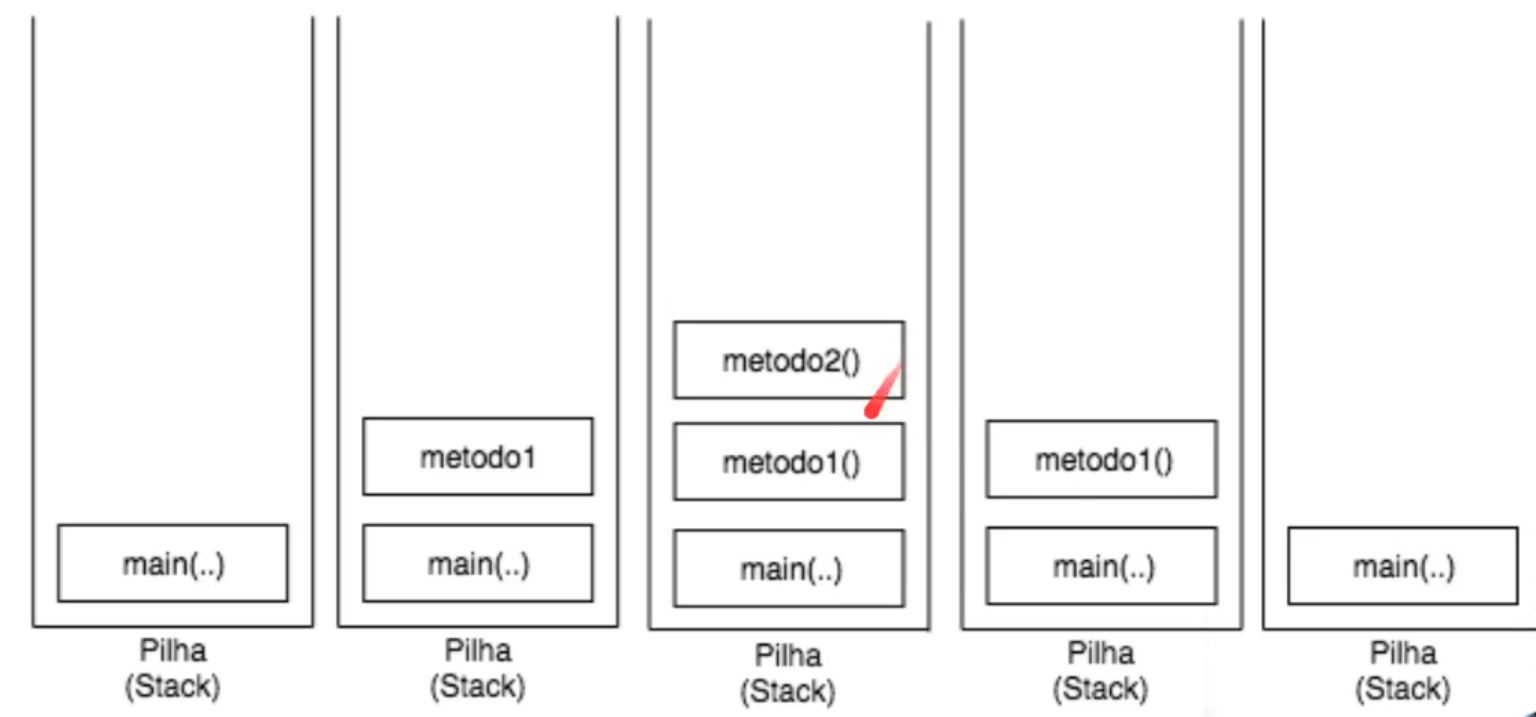 main(..)
Pilha
(Stack)
metodo1
main(..)
Pilha
(Stack)
metodo2()
metodo1()
main(..)
Pilha
(Stack)
metodo1()
main(..)
Pilha
(Stack)
main(..)
Pilha
(Stack)